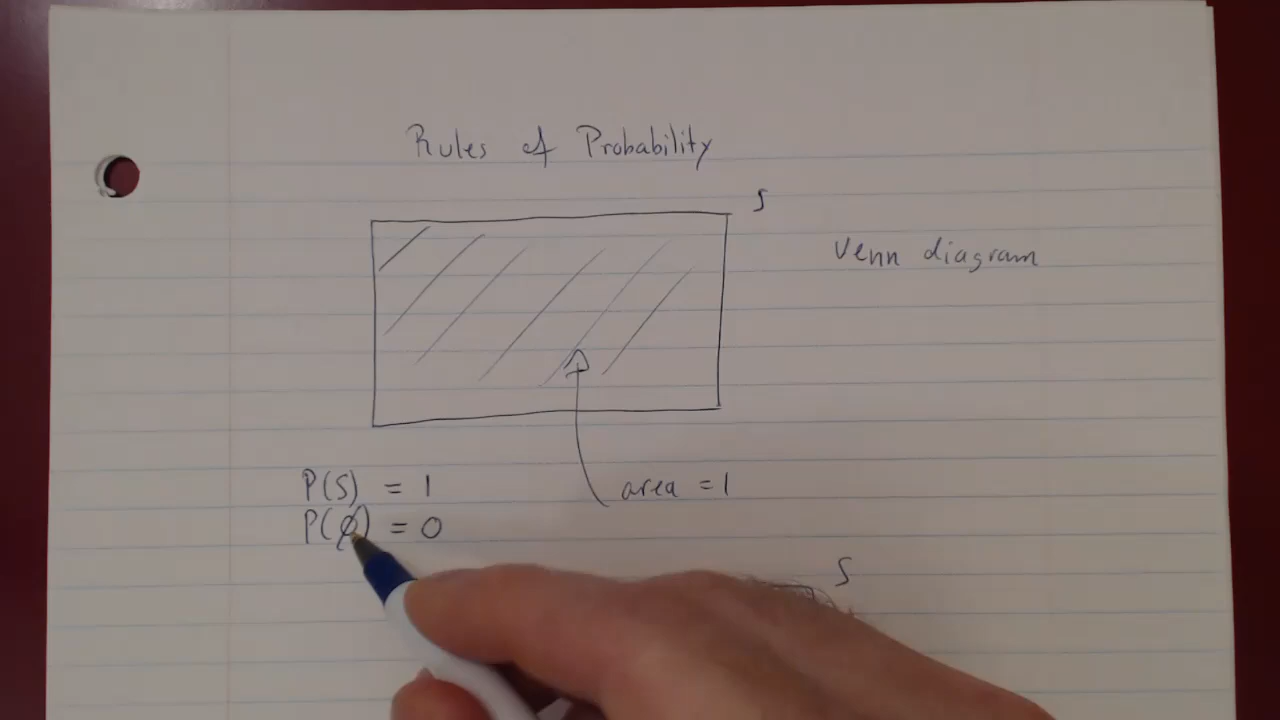 Rules of Probability
S
Venn diagram
P(S) = 1
area = 1
P(∅) = 0
S